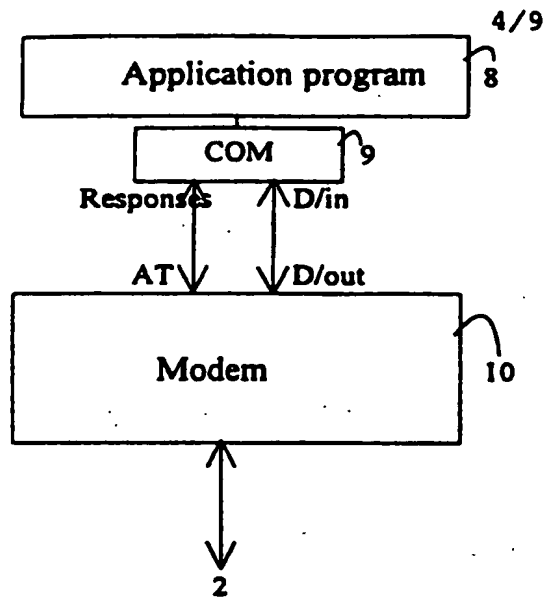 4/9
Application program 8
COM 9
Responses D/in
AT D/out
Modem 10
2